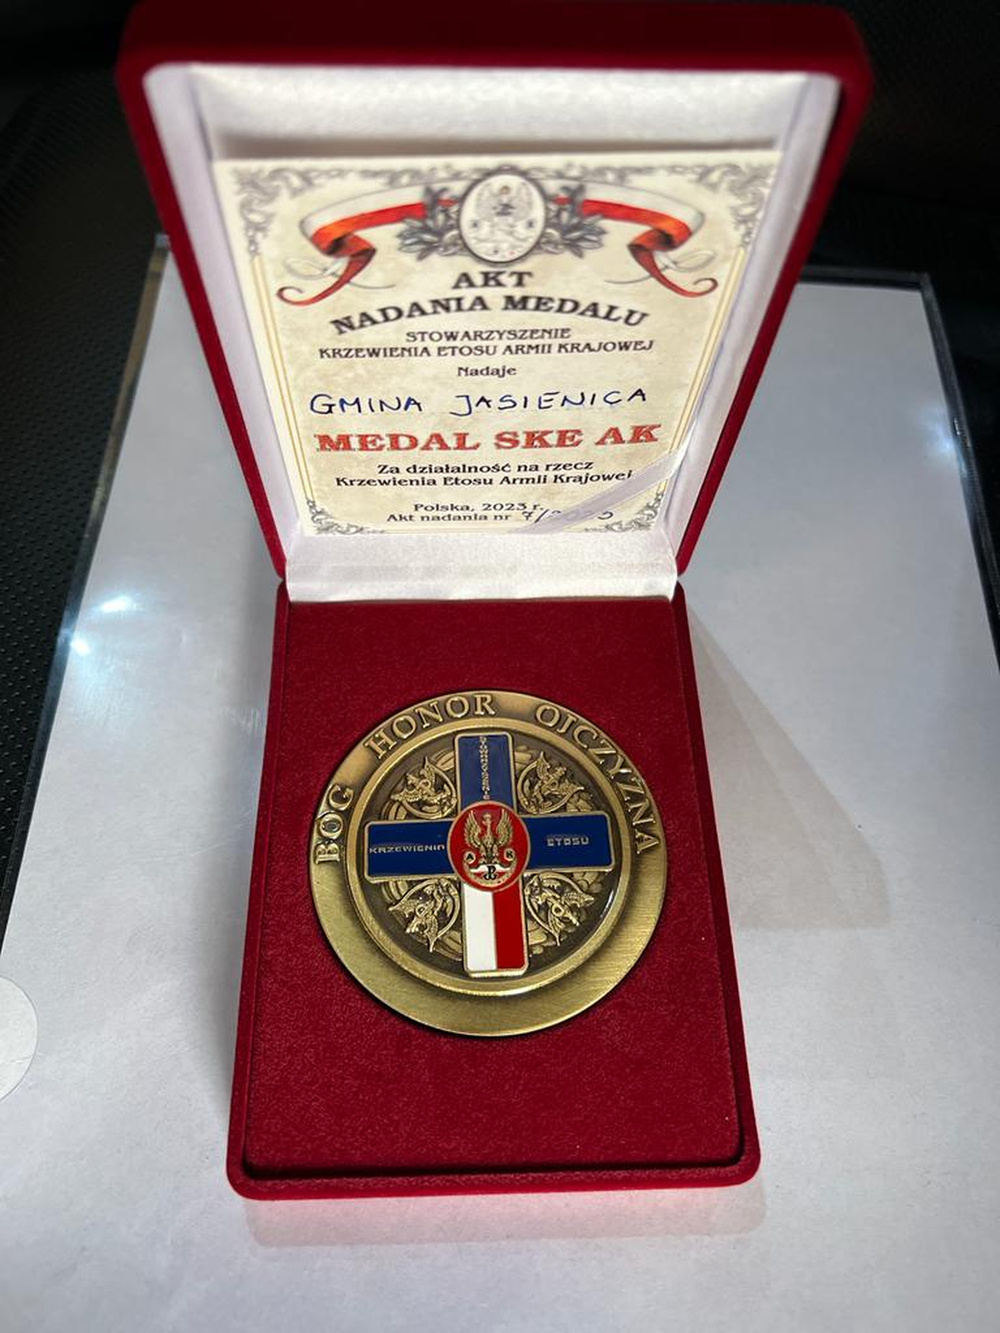 AKT
NADANIA MEDALU
STOWARZYSZENIE
KRZEWIENIA ETOSU ARMII KRAJOWEJ
Nadaje
GMINA JASIENICA
MEDAL SKE AK
Za działalność na rzecz
Krzewienia Etosu Armii Krajowej
Polska, 2023 r.
Akt nadania nr
BÓG HONOR OJCZYZNA
STOWARZYSZENIE
KRZEWIENIA ETOSU